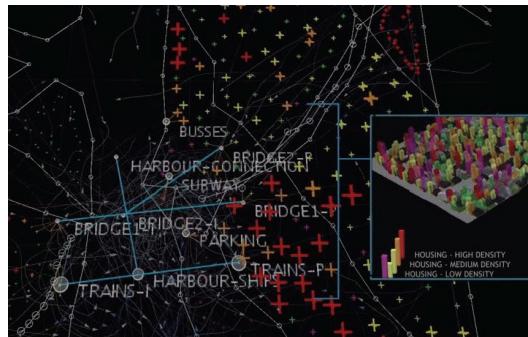 BUSSES
BRIDGE2-P
HARBOUR-CONNECTION
SUBWAY
BRIDGE1-P
BRIDGE2-I
BRIDGE1-I
PARKING
TRAINS-P
HARBOUR-SHIPS
TRAINS-I
HOUSING - HIGH DENSITY
HOUSING - MEDIUM DENSITY
HOUSING - LOW DENSITY